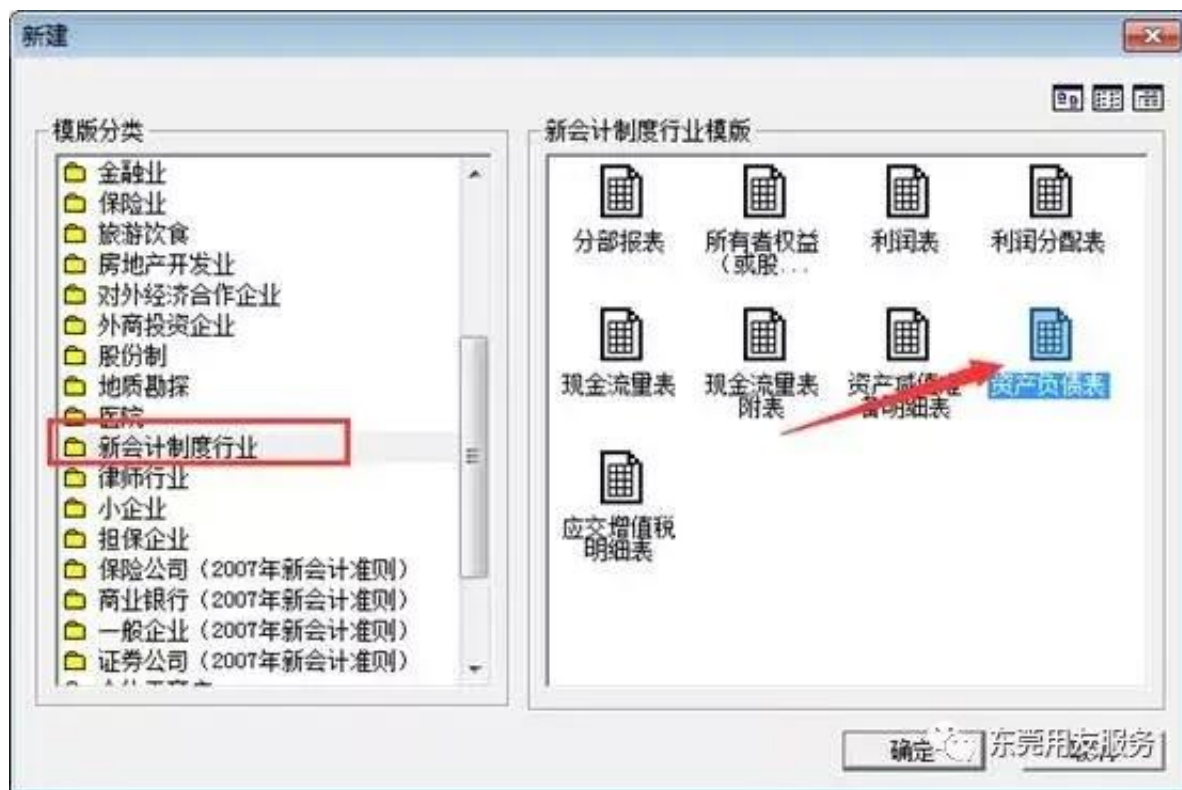 新建
模版分类
金融业
保险业
旅游饮食
房地产开发业
对外经济合作企业
外商投资企业
股份制
地质勘探
医院
新会计制度行业
律师行业
小企业
担保企业
保险公司（2007年新会计准则）
商业银行（2007年新会计准则）
一般企业（2007年新会计准则）
证券公司（2007年新会计准则）
新会计制度行业模版
分部报表
所有者权益
（或股...
利润表
利润分配表
现金流量表
现金流量表
附表
资产减值准
备明细表
资产负债表
应交增值税
明细表
确定
东莞用友服务